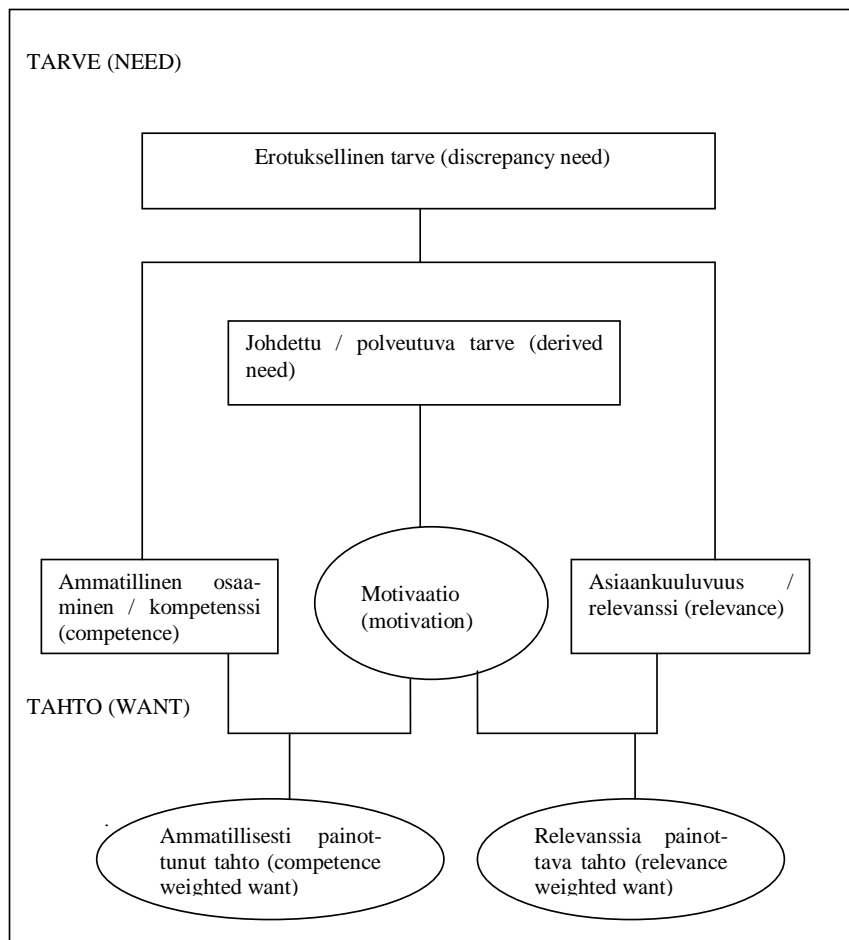 TARVE (NEED)
Erotuksellinen tarve (discrepancy need)
Johdettu / polveutuva tarve (derived
need)
Ammatillinen osaa-
minen / kompetenssi
(competence)
Motivaatio
(motivation)
Asiaankuuluvuus /
relevanssi (relevance)
TAHTO (WANT)
Ammatillisesti painot-
tunut tahto (competence
weighted want)
Relevanssia painot-
tava tahto (relevance
weighted want)